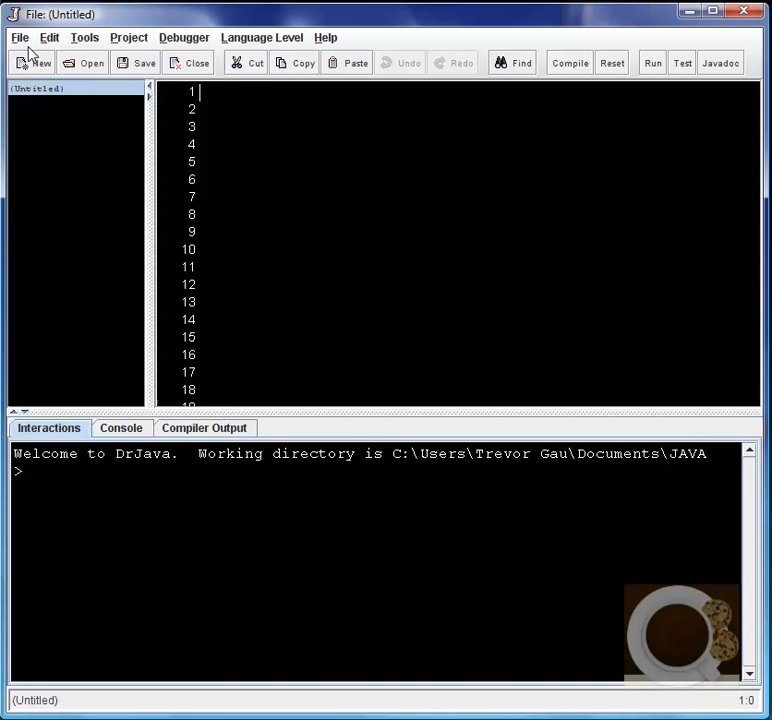 File: (Untitled)
File Edit Tools Project Debugger Language Level Help
New Open Save Close Cut Copy Paste Undo Redo Find Compile Reset Run Test Javadoc
(Untitled)
1
2
3
4
5
6
7
8
9
10
11
12
13
14
15
16
17
18
Interactions Console Compiler Output
Welcome to DrJava. Working directory is C:\Users\Trevor Gau\Documents\JAVA
>
(Untitled) 1:0